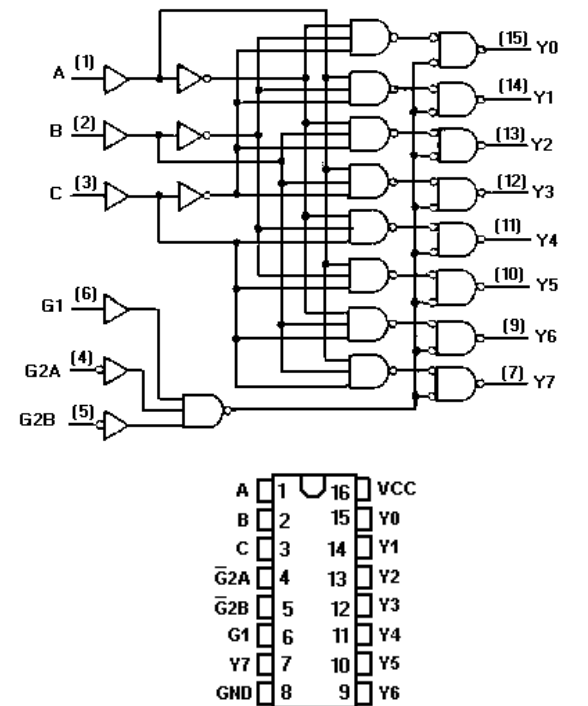 (15) Y0
A (1)
(14) Y1
B (2)
(13) Y2
C (3)
(12) Y3
(11) Y4
(10) Y5
G1 (6)
(9) Y6
G2A (4)
(7) Y7
G2B (5)
A 1 16 VCC
B 2 15 Y0
C 3 14 Y1
G̅2A 4 13 Y2
G̅2B 5 12 Y3
G1 6 11 Y4
Y7 7 10 Y5
GND 8 9 Y6